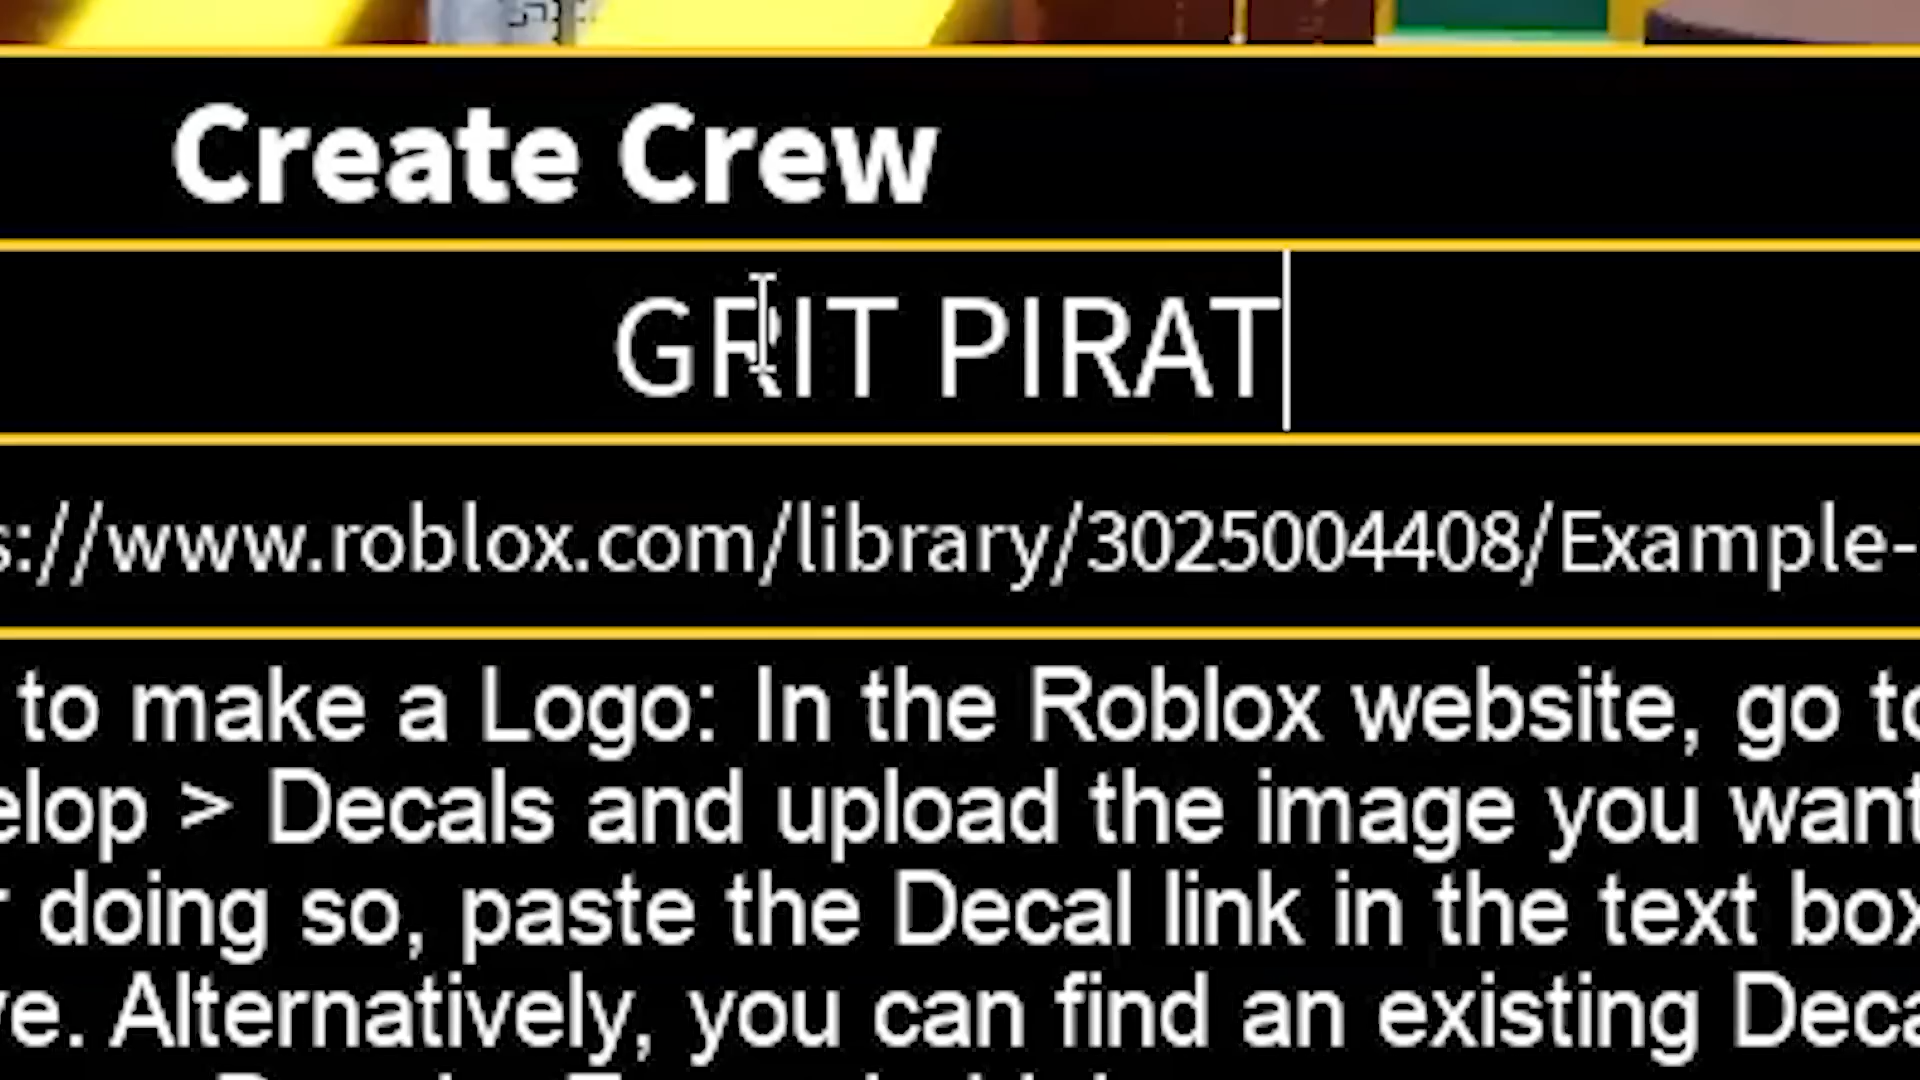 Create Crew
GRIT PIRAT
s://www.roblox.com/library/3025004408/Example-
to make a Logo: In the Roblox website, go to
elop > Decals and upload the image you want
r doing so, paste the Decal link in the text box
ve. Alternatively, you can find an existing Deca